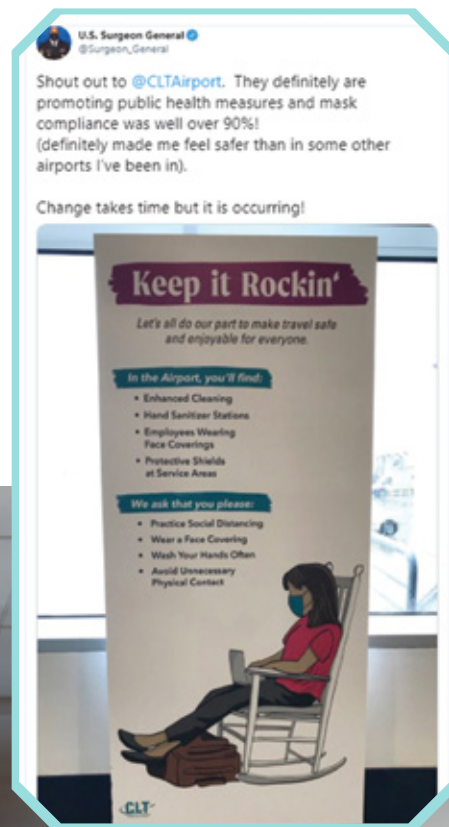 U.S. Surgeon General
@Surgeon_General
Shout out to @CLTAirport. They definitely are
promoting public health measures and mask
compliance was well over 90%!
(definitely made me feel safer than in some other
airports I've been in).
Change takes time but it is occurring!
Keep it Rockin'
Let's all do our part to make travel safe
and enjoyable for everyone.
In the Airport, you'll find:
• Enhanced Cleaning
• Hand Sanitizer Stations
• Employees Wearing
Face Coverings
• Protective Shields
at Service Areas
We ask that you please:
• Practice Social Distancing
• Wear a Face Covering
• Wash Your Hands Often
• Avoid Unnecessary
Physical Contact
CLT